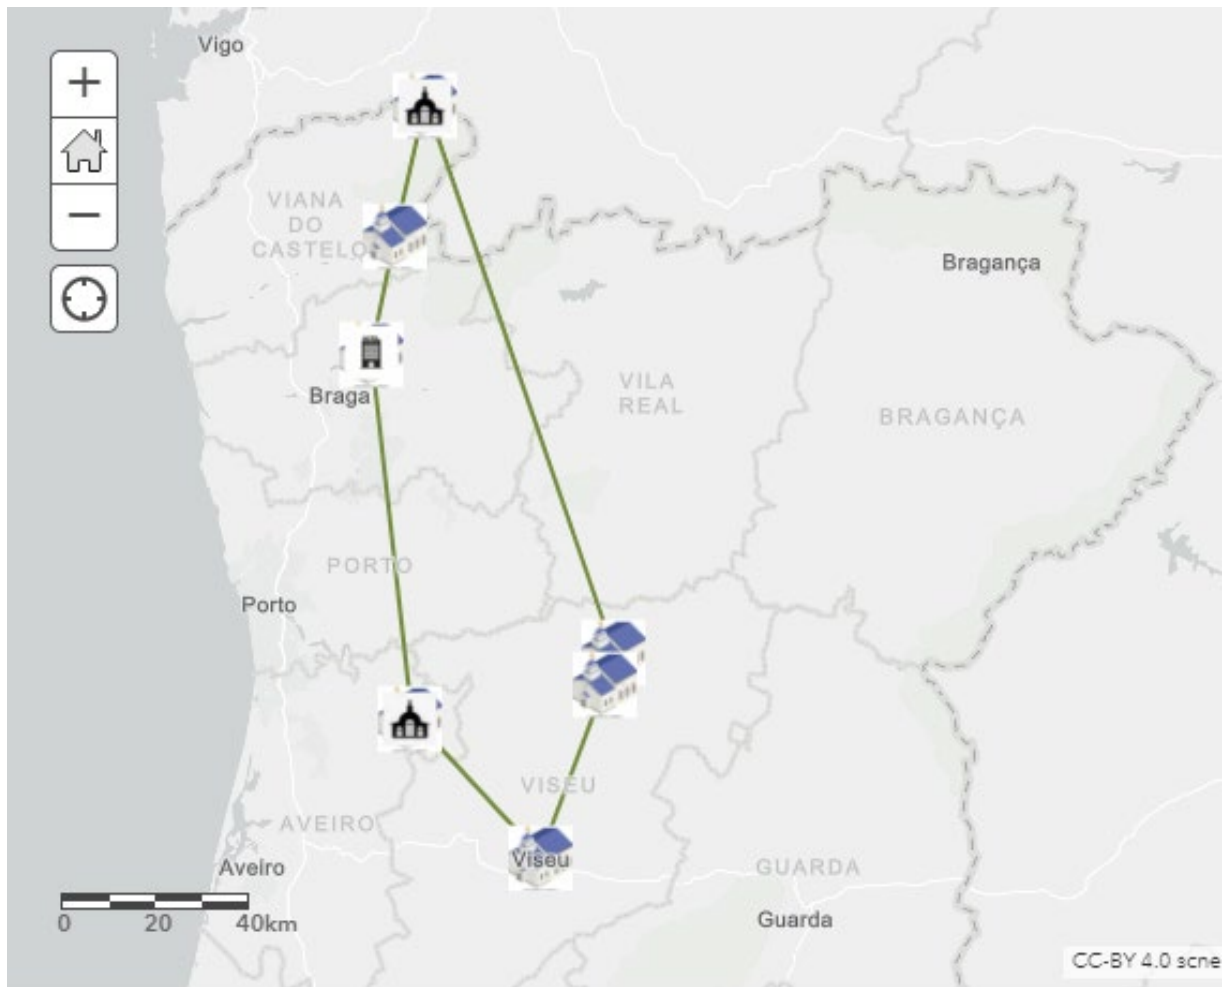 Vigo
+
VIANA
DO
CASTELO
−
Bragança
Braga
VILA
REAL
BRAGANÇA
PORTO
Porto
VISEU
AVEIRO
Viseu
Aveiro
GUARDA
0 20 40km
Guarda
CC-BY 4.0 scne